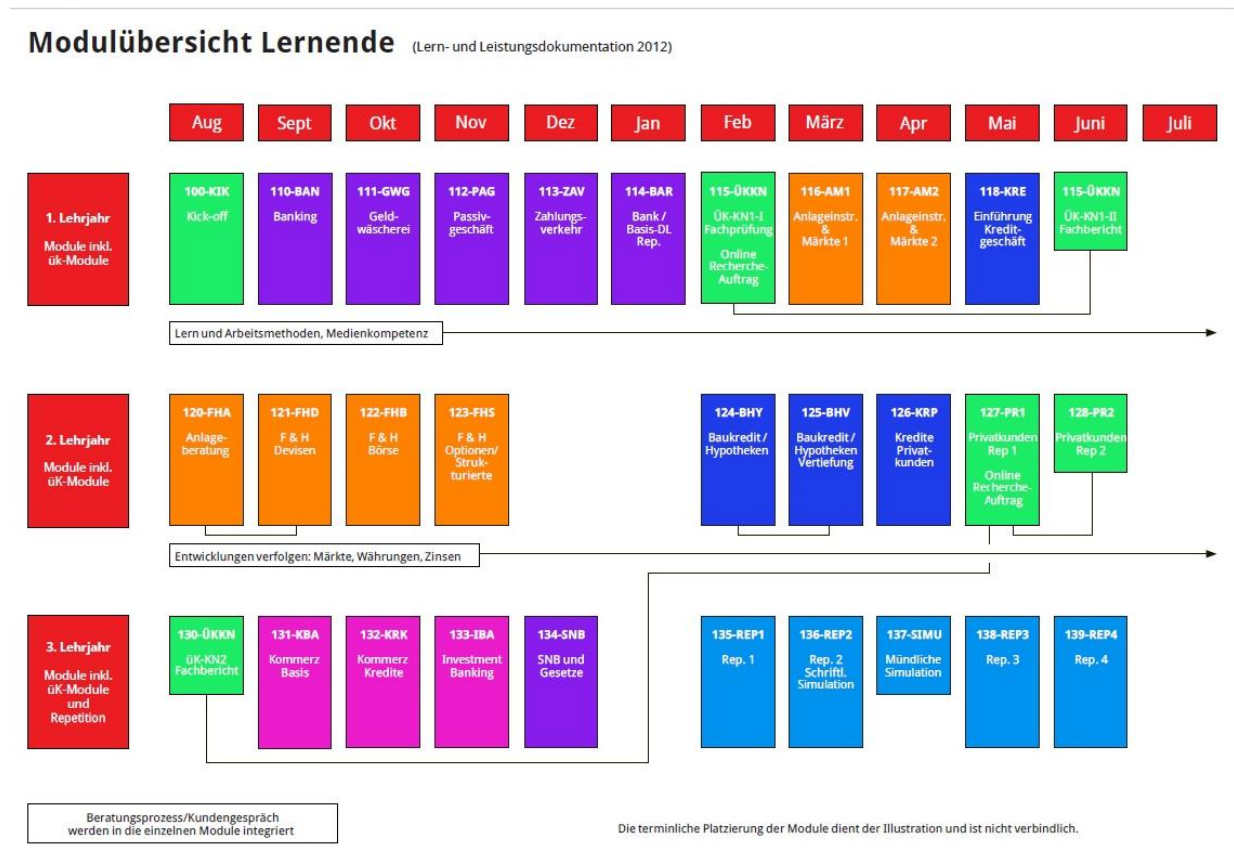 Modulübersicht Lernende (Lern- und Leistungsdokumentation 2012)
Aug Sept Okt Nov Dez Jan Feb März Apr Mai Juni Juli
1. Lehrjahr
Module inkl.
ük-Module
100-KIK
Kick-off
110-BAN
Banking
111-GWG
Geld-
wäscherei
112-PAG
Passiv-
geschäft
113-ZAV
Zahlungs-
verkehr
114-BAR
Bank /
Basis-DL
Rep.
115-ÜKKN
ÜK-KN1-I
Fachprüfung
Online
Recherche-
Auftrag
116-AM1
Anlageinstr.
&
Märkte 1
117-AM2
Anlageinstr.
&
Märkte 2
118-KRE
Einführung
Kredit-
geschäft
115-ÜKKN
ÜK-KN1-II
Fachbericht
Lern und Arbeitsmethoden, Medienkompetenz
2. Lehrjahr
Module inkl.
üK-Module
120-FHA
Anlage-
beratung
121-FHD
F & H
Devisen
122-FHB
F & H
Börse
123-FHS
F & H
Optionen/
Struk-
turierte
124-BHY
Baukredit /
Hypotheken
125-BHV
Baukredit /
Hypotheken
Vertiefung
126-KRP
Kredite
Privat-
kunden
127-PR1
Privatkunden
Rep 1
Online
Recherche-
Auftrag
128-PR2
Privatkunden
Rep 2
Entwicklungen verfolgen: Märkte, Währungen, Zinsen
3. Lehrjahr
Module inkl.
üK-Module
und
Repetition
130-ÜKKN
üK-KN2
Fachbericht
131-KBA
Kommerz
Basis
132-KRK
Kommerz
Kredite
133-IBA
Investment
Banking
134-SNB
SNB und
Gesetze
135-REP1
Rep. 1
136-REP2
Rep. 2
Schriftl.
Simulation
137-SIMU
Mündliche
Simulation
138-REP3
Rep. 3
139-REP4
Rep. 4
Beratungsprozess/Kundengespräch
werden in die einzelnen Module integriert
Die terminliche Platzierung der Module dient der Illustration und ist nicht verbindlich.